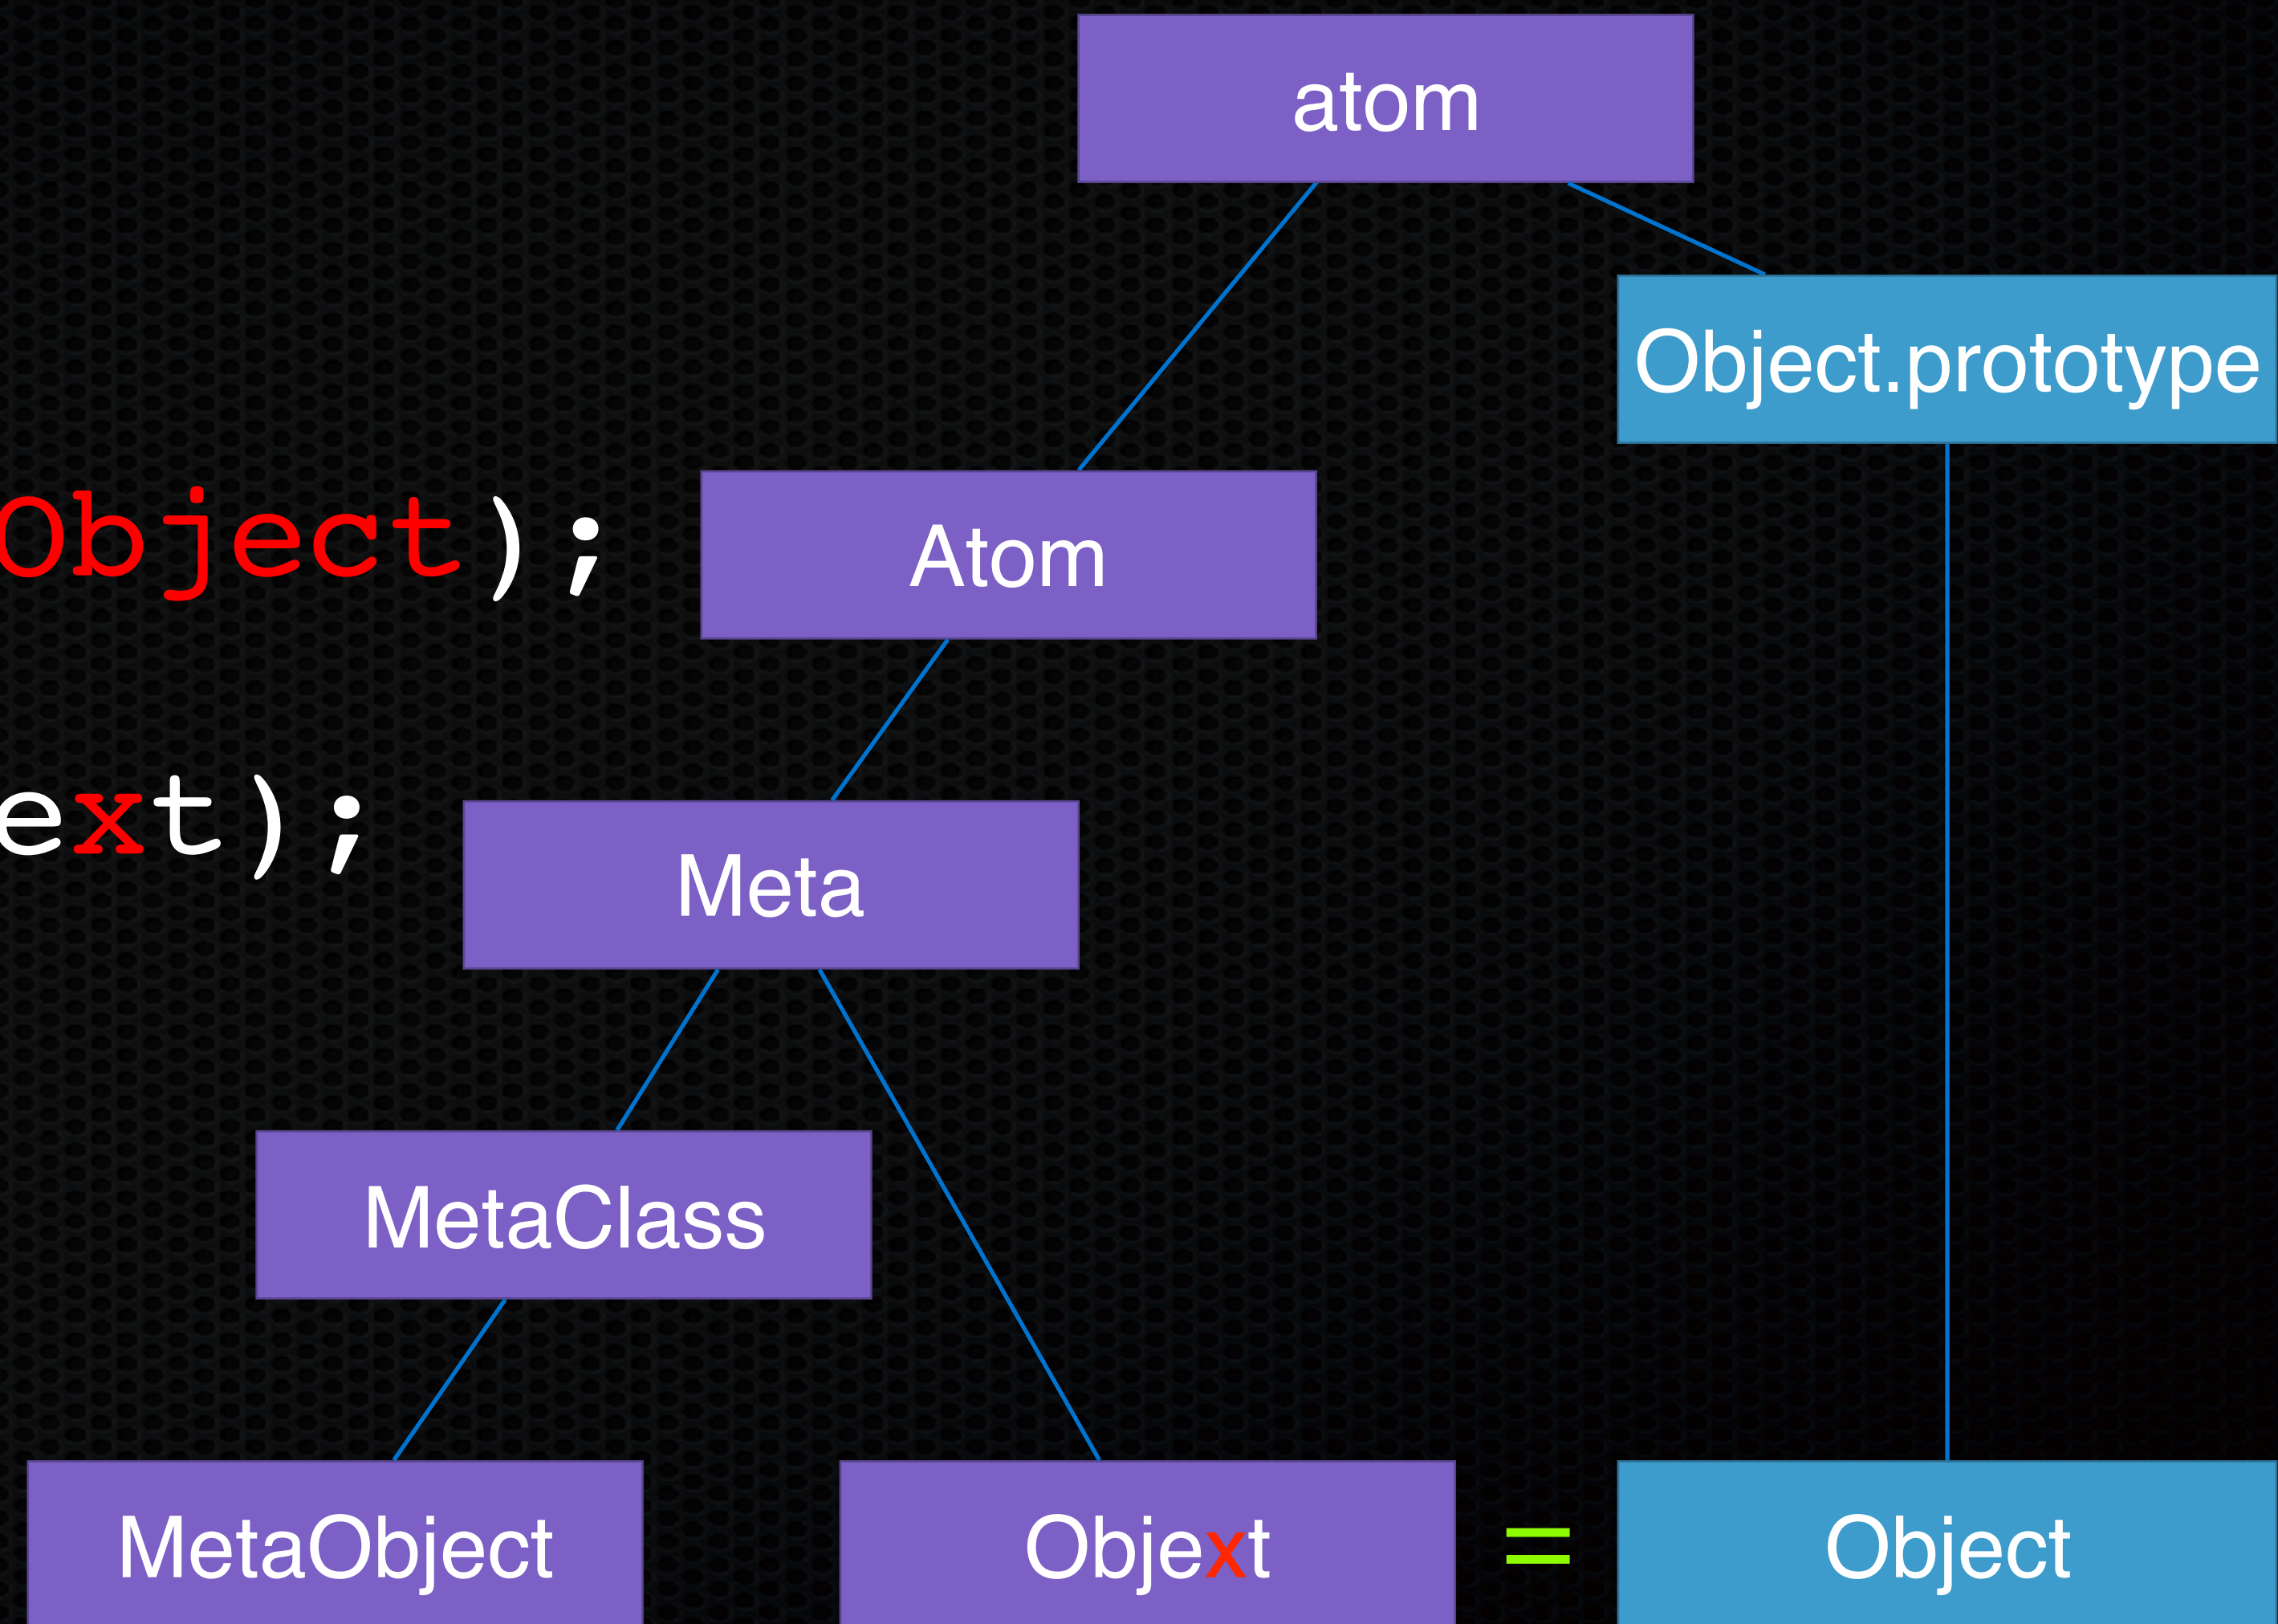 atom
Object.prototype
Object);
Atom
ext);
Meta
MetaClass
MetaObject
Objext
=
Object